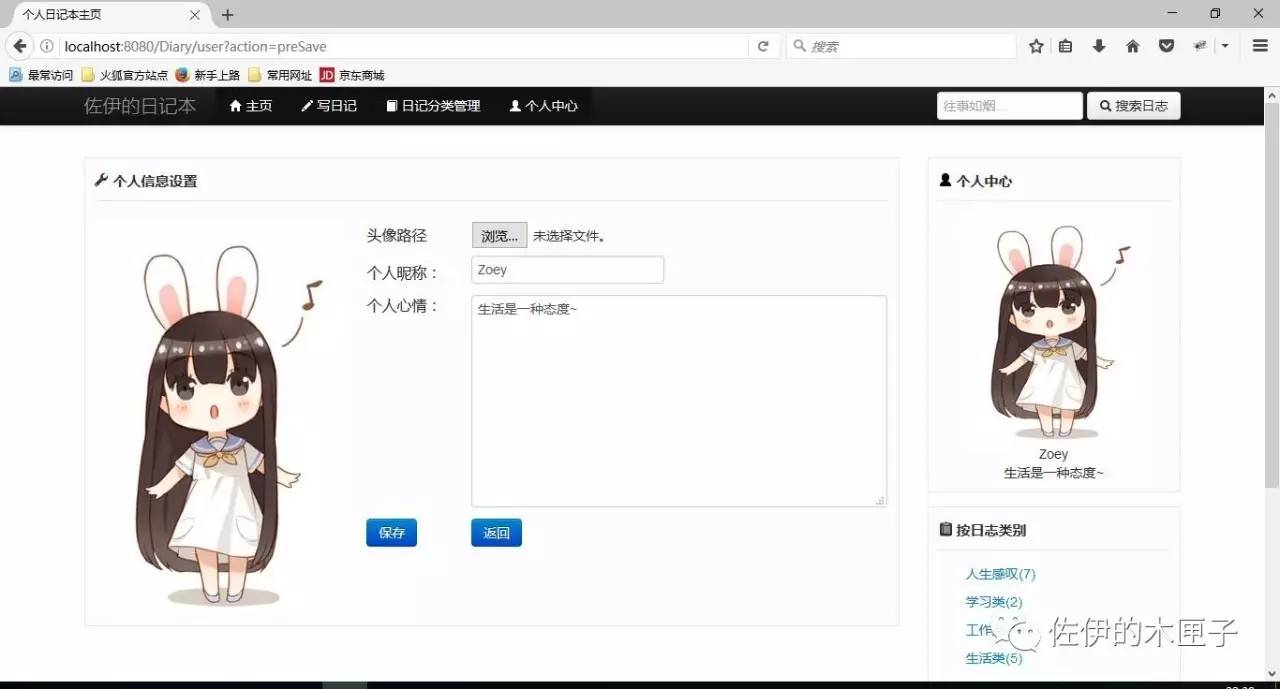 个人日记本主页
localhost:8080/Diary/user?action=preSave
搜索
最常访问 火狐官方站点 新手上路 常用网址 JD 京东商城
佐伊的日记本 主页 写日记 日记分类管理 个人中心 往事如烟... 搜索日志
个人信息设置
头像路径 浏览... 未选择文件。
个人昵称： Zoey
个人心情： 生活是一种态度~
保存 返回
个人中心
Zoey
生活是一种态度~
按日志类别
人生感叹(7)
学习类(2)
工作
生活类(5)
佐伊的木匣子